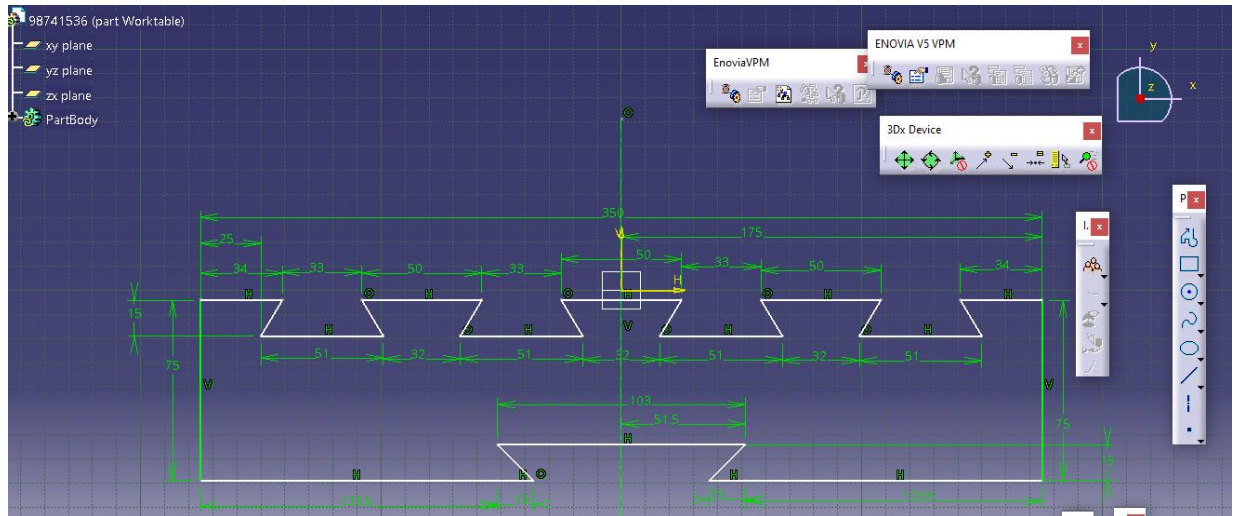 98741536 (part Worktable)
xy plane
yz plane
zx plane
PartBody
ENOVIA V5 VPM
EnoviaVPM
3Dx Device
y
x
z
P
I.
350
175
25
50
34
33
50
33
33
50
34
V
H
H
H
H
H
H
H
15
V
H
H
H
H
51
32
51
32
51
32
51
75
V
V
103
51.5
H
75
15
H
H
H
H